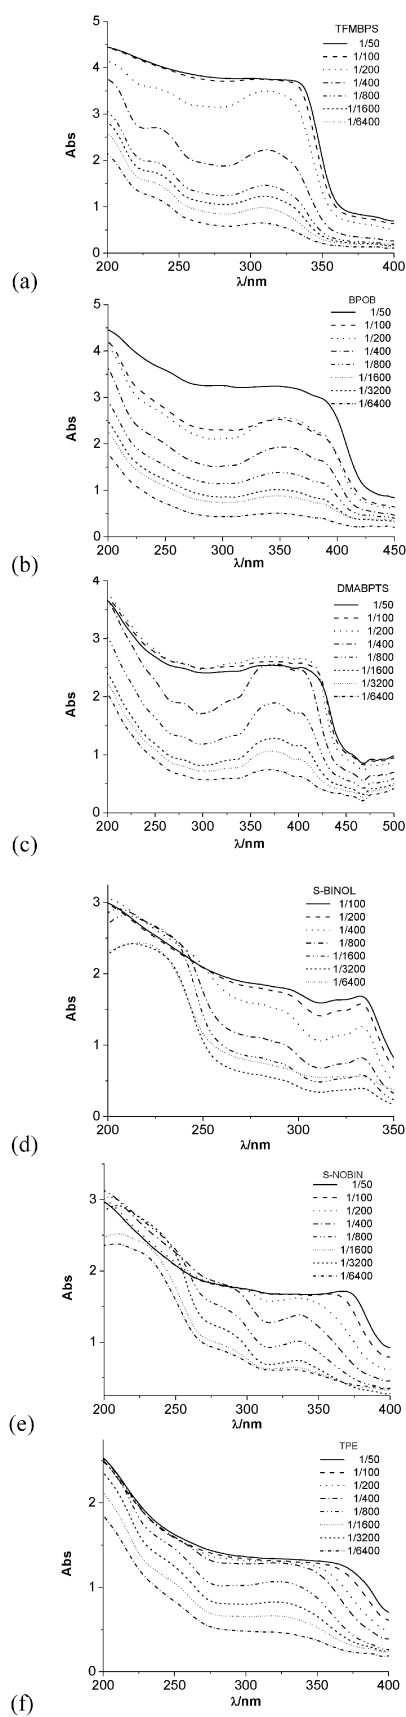 TFMBPS
1/50
1/100
1/200
1/400
1/800
1/1600
1/6400
5
4
3
2
1
0
Abs
200 250 300 350 400
λ/nm
(a)
BPOB
1/50
1/100
1/200
1/400
1/800
1/1600
1/3200
1/6400
5
4
3
2
1
0
Abs
200 250 300 350 400 450
λ/nm
(b)
DMABPTS
1/50
1/100
1/200
1/400
1/800
1/1600
1/3200
1/6400
4
3
2
1
0
Abs
200 250 300 350 400 450 500
λ/nm
(c)
S-BINOL
1/100
1/200
1/400
1/800
1/1600
1/3200
1/6400
3
2
1
0
Abs
200 250 300 350
λ/nm
(d)
S-NOBIN
1/50
1/100
1/200
1/400
1/800
1/1600
1/3200
1/6400
3
2
1
Abs
200 250 300 350 400
λ/nm
(e)
TPE
1/50
1/100
1/200
1/400
1/800
1/1600
1/3200
1/6400
2
1
0
Abs
200 250 300 350 400
λ/nm
(f)